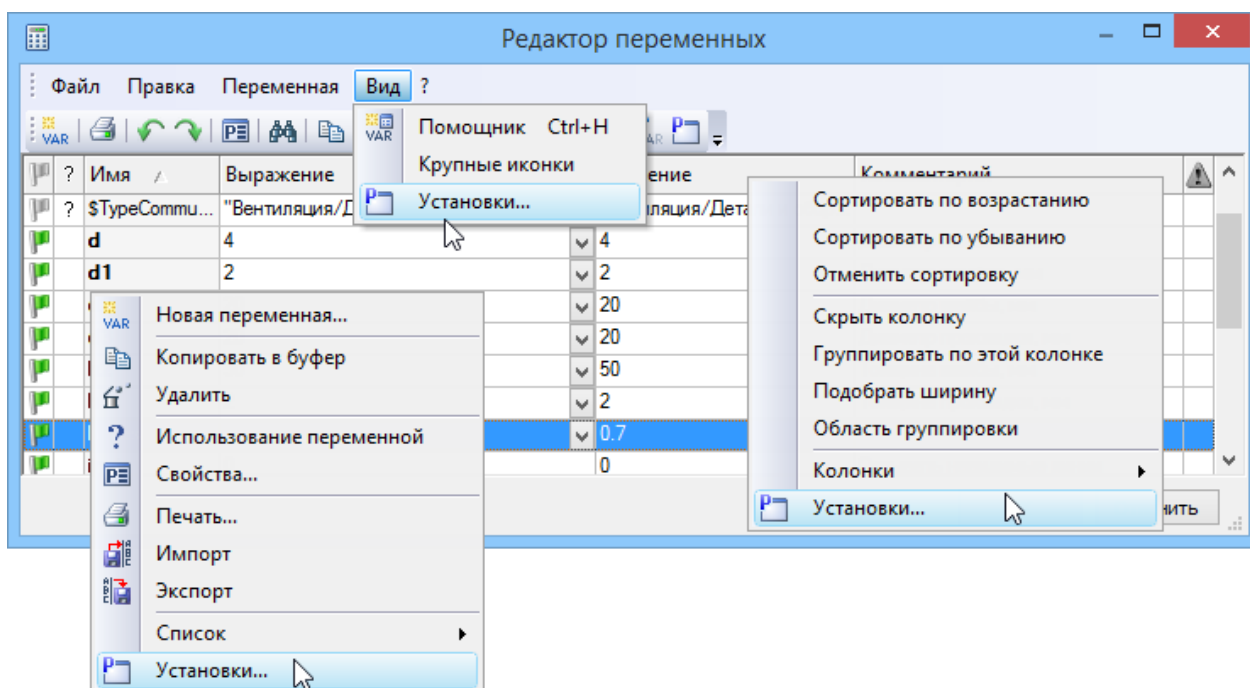 Редактор переменных
Файл Правка Переменная Вид ?
VAR
VAR Помощник Ctrl+H
Крупные иконки
Установки...
? Имя Выражение ение Комментарий
? $TypeCommu... "Вентиляция/Д иляция/Дета
d 4 4
d1 2 2
20
20
50
2
0.7
0
VAR Новая переменная...
Копировать в буфер
Удалить
? Использование переменной
Свойства...
Печать...
Импорт
Экспорт
Список
Установки...
Сортировать по возрастанию
Сортировать по убыванию
Отменить сортировку
Скрыть колонку
Группировать по этой колонке
Подобрать ширину
Область группировки
Колонки
Установки...
нить